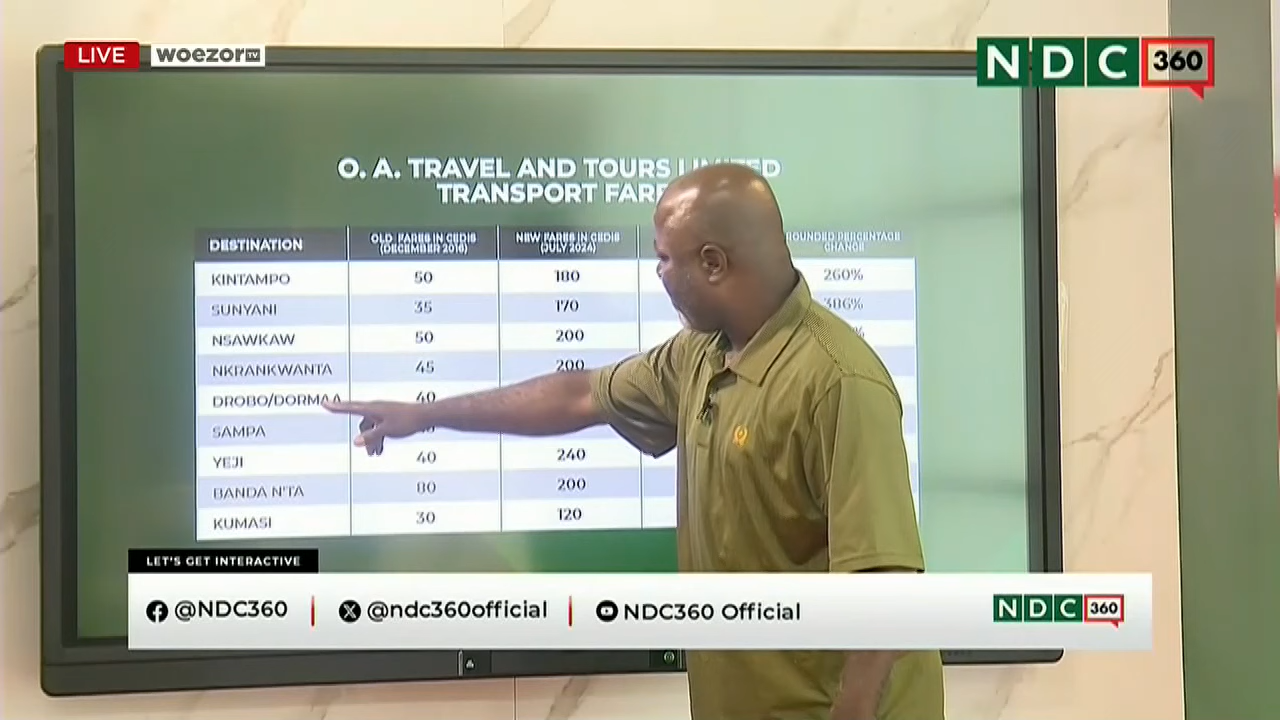 LIVE woezor TV
NDC 360
O. A. TRAVEL AND TOURS LIMITED
TRANSPORT
DESTINATION OLD FARES IN CEDIS (DECEMBER 2016) NEW FARES IN CEDIS (JULY 2024) ROUNDED PERCENTAGE CHANGE
KINTAMPO 50 180 260%
SUNYANI 35 170 386%
NSAWKAW 50 200
NKRANKWANTA 45 200
DROBO/DORMAA 40
SAMPA
YEJI 40 240
BANDA N'TA 80 200
KUMASI 30 120
LET'S GET INTERACTIVE
@NDC360 | @ndc360official | NDC360 Official NDC 360